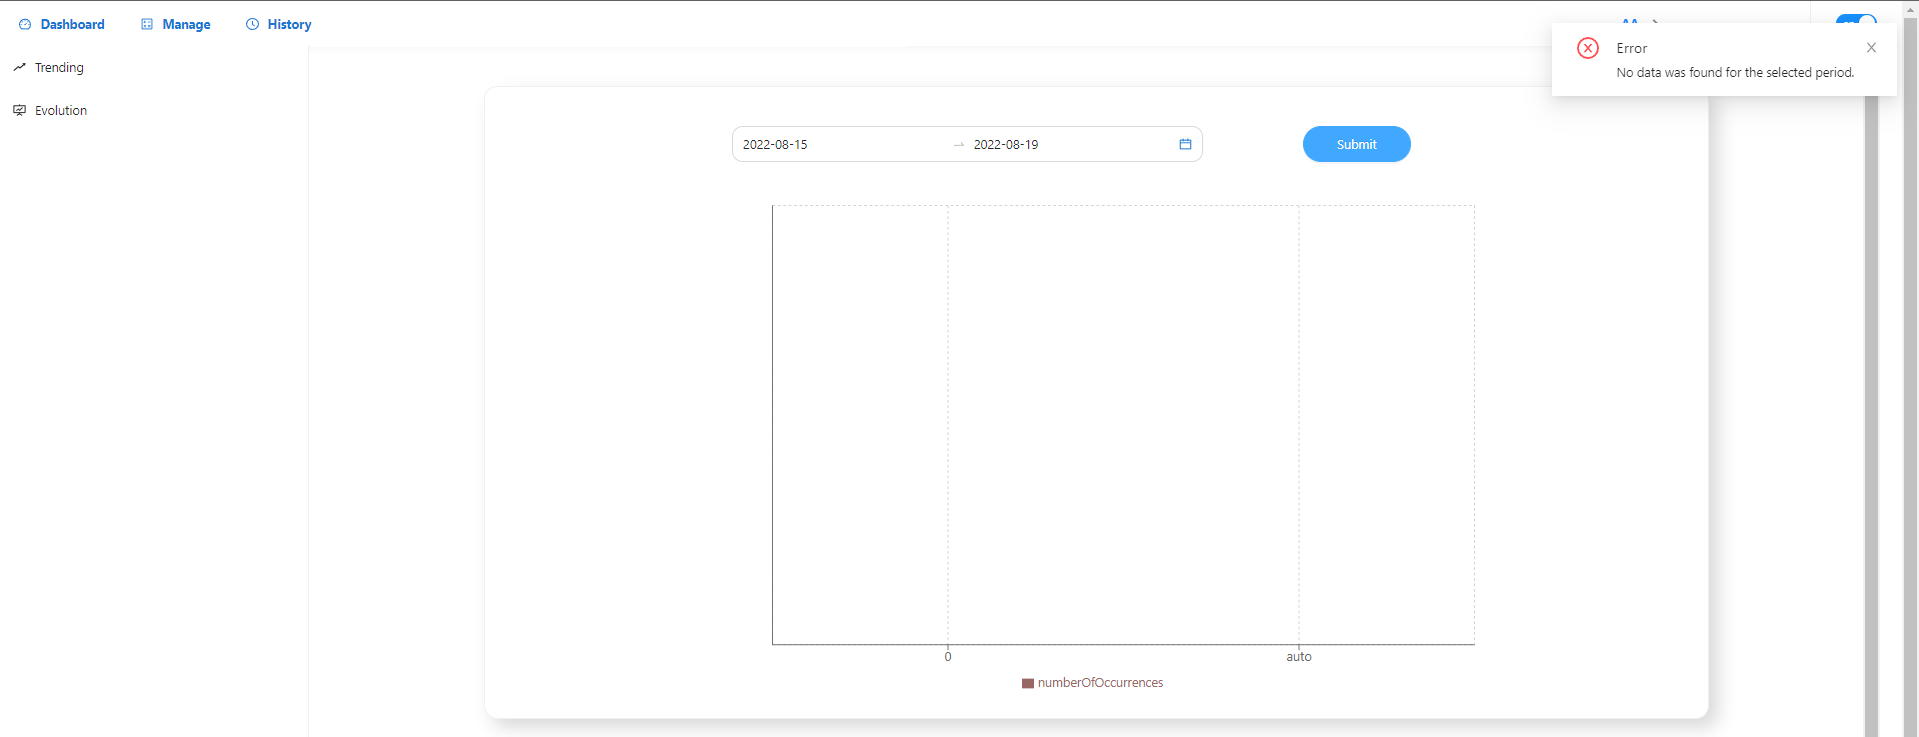 Dashboard
Manage
History
Error
No data was found for the selected period.
Trending
Evolution
2022-08-15
2022-08-19
Submit
0
auto
numberOfOccurrences